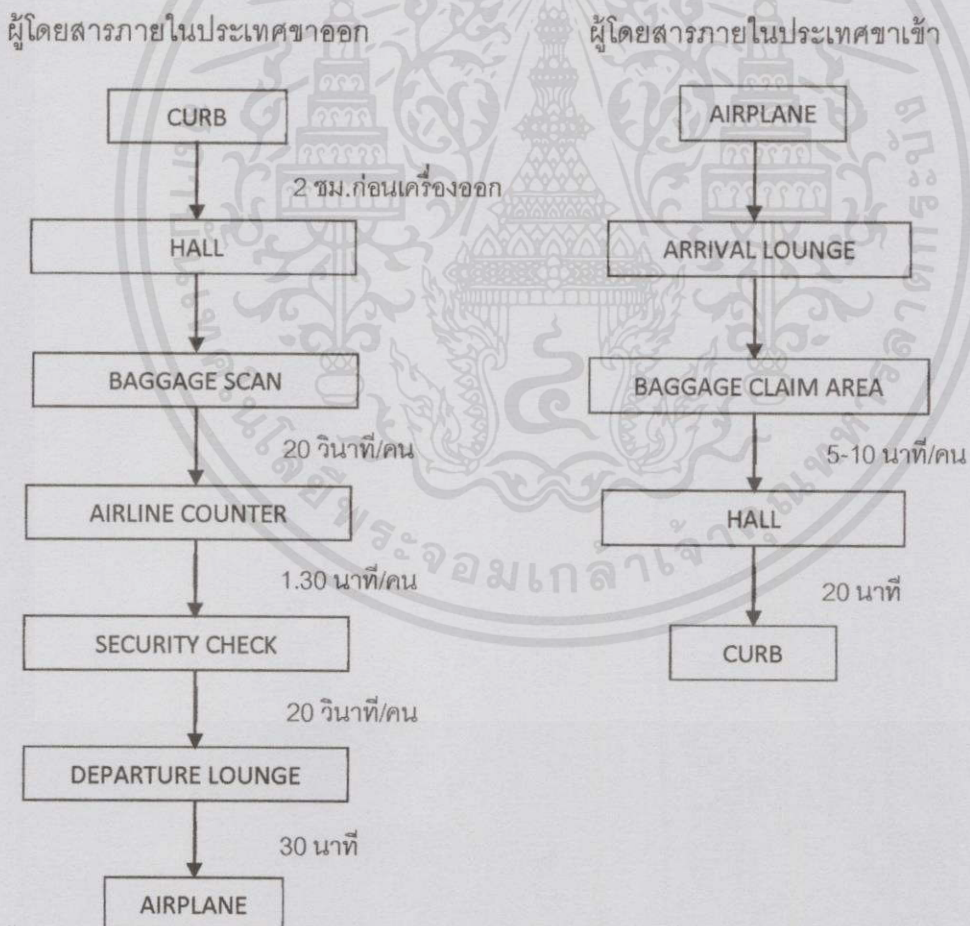 ผู้โดยสารภายในประเทศขาออก
CURB
2 ชม.ก่อนเครื่องออก
HALL
BAGGAGE SCAN
20 วินาที/คน
AIRLINE COUNTER
1.30 นาที/คน
SECURITY CHECK
20 วินาที/คน
DEPARTURE LOUNGE
30 นาที
AIRPLANE
ผู้โดยสารภายในประเทศขาเข้า
AIRPLANE
ARRIVAL LOUNGE
BAGGAGE CLAIM AREA
5-10 นาที/คน
HALL
20 นาที
CURB